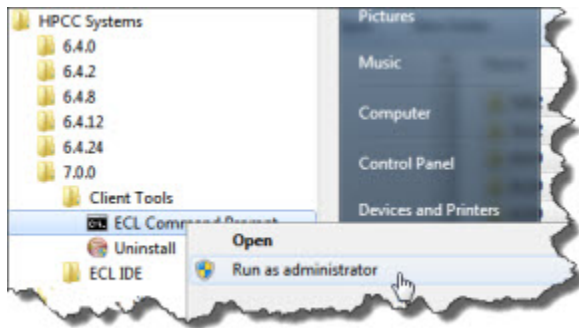 HPCC Systems
6.4.0
6.4.2
6.4.8
6.4.12
6.4.24
7.0.0
Client Tools
ECL Command Prompt
Uninstall
ECL IDE
Open
Run as administrator
Pictures
Music
Computer
Control Panel
Devices and Printers